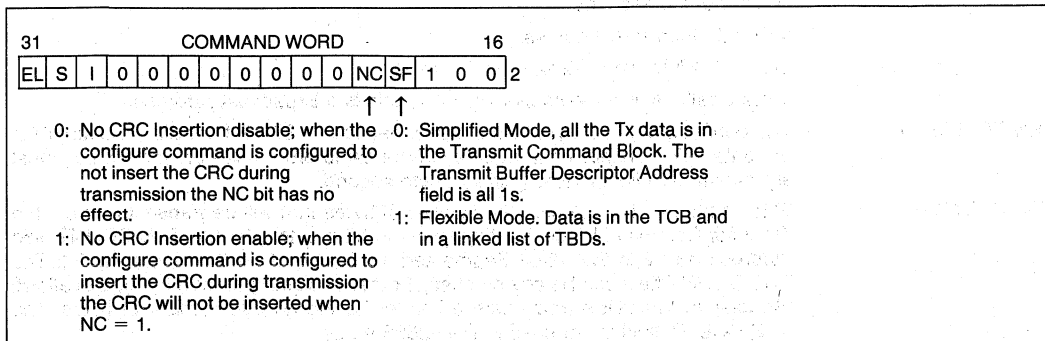 31 COMMAND WORD 16
EL S I 0 0 0 0 0 0 0 0 NC SF 1 0 0 2
↑ ↑
0: No CRC Insertion disable; when the
configure command is configured to
not insert the CRC during
transmission the NC bit has no
effect.
1: No CRC Insertion enable; when the
configure command is configured to
insert the CRC during transmission
the CRC will not be inserted when
NC = 1.
0: Simplified Mode, all the Tx data is in
the Transmit Command Block. The
Transmit Buffer Descriptor Address
field is all 1s.
1: Flexible Mode. Data is in the TCB and
in a linked list of TBDs.